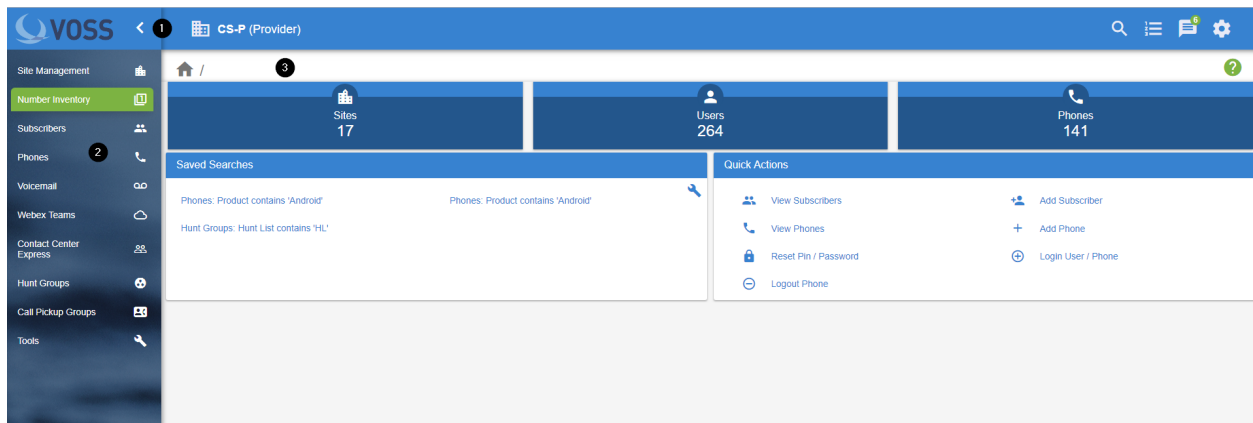 VOSS
1
CS-P (Provider)
6
Site Management
Number Inventory
1
Subscribers
Phones
2
Voicemail
Webex Teams
Contact Center
Express
Hunt Groups
Call Pickup Groups
Tools
/
3
?
Sites
17
Users
264
Phones
141
Saved Searches
Phones: Product contains 'Android'
Phones: Product contains 'Android'
Hunt Groups: Hunt List contains 'HL'
Quick Actions
View Subscribers
Add Subscriber
View Phones
Add Phone
Reset Pin / Password
Login User / Phone
Logout Phone